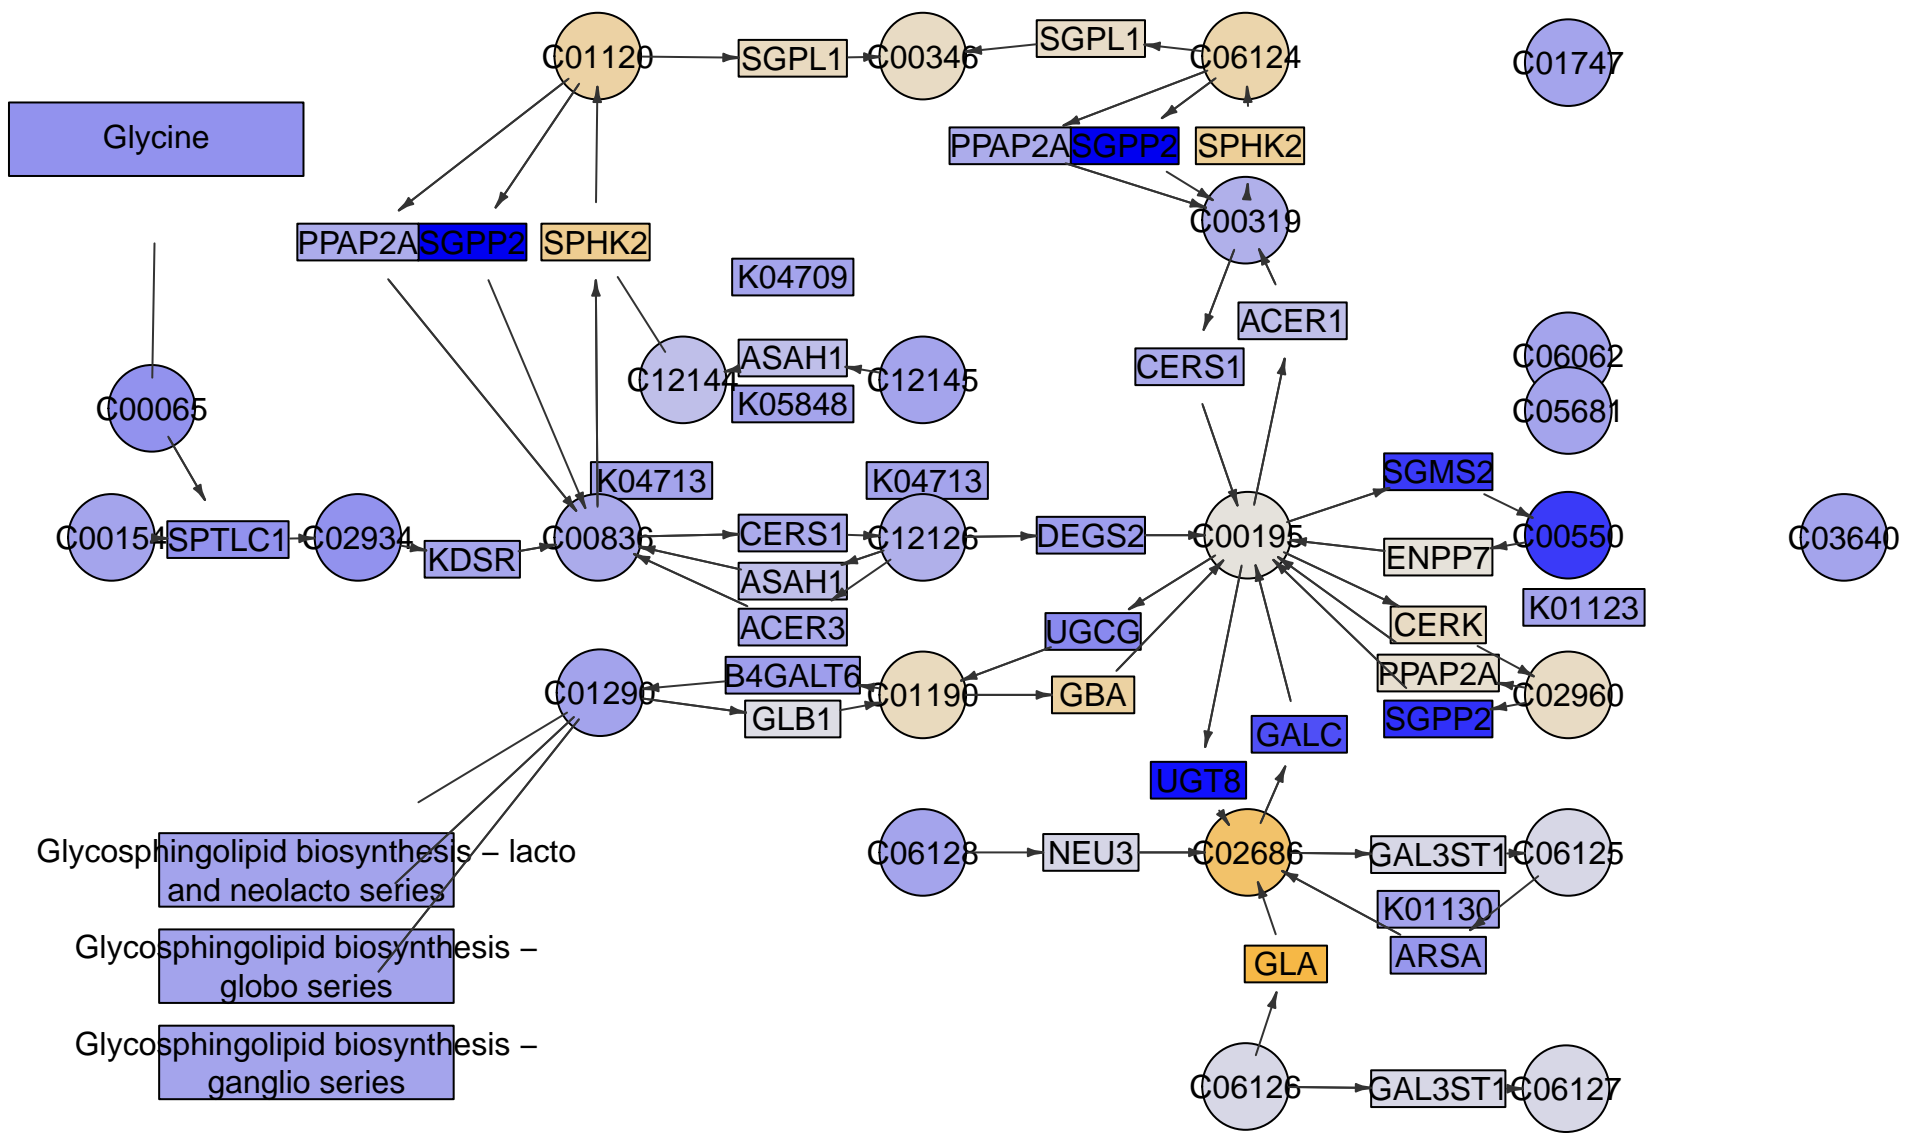 C01120
SGPL1
C00346
SGPL1
C06124
C01747
Glycine
PPAP2A
SGPP2
SPHK2
PPAP2A
SGPP2
SPHK2
C00319
K04709
ACER1
C12144
ASAH1
C12145
CERS1
C06062
K05848
C00065
C05681
K04713
K04713
SGMS2
C00154
SPTLC1
C02934
KDSR
C00836
CERS1
C12126
DEGS2
C00195
ENPP7
C00550
C03640
ASAH1
ACER3
UGCG
CERK
K01123
C01290
B4GALT6
GLB1
C01190
GBA
PPAP2A
C02960
SGPP2
GALC
UGT8
Glycosphingolipid biosynthesis – lacto
and neolacto series
C06128
NEU3
C02686
GAL3ST1
C06125
K01130
ARSA
Glycosphingolipid biosynthesis –
globo series
GLA
Glycosphingolipid biosynthesis –
ganglio series
C06126
GAL3ST1
C06127